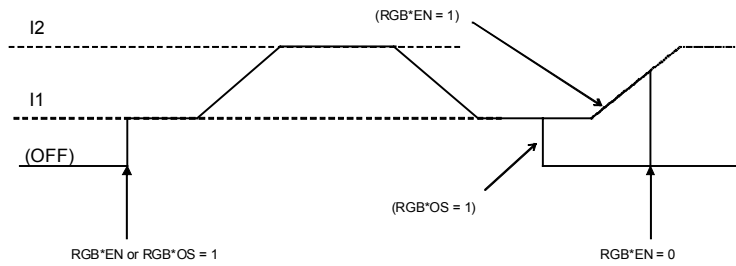 (RGB*EN = 1)
I2
I1
(OFF)
(RGB*OS = 1)
RGB*EN or RGB*OS = 1
RGB*EN = 0